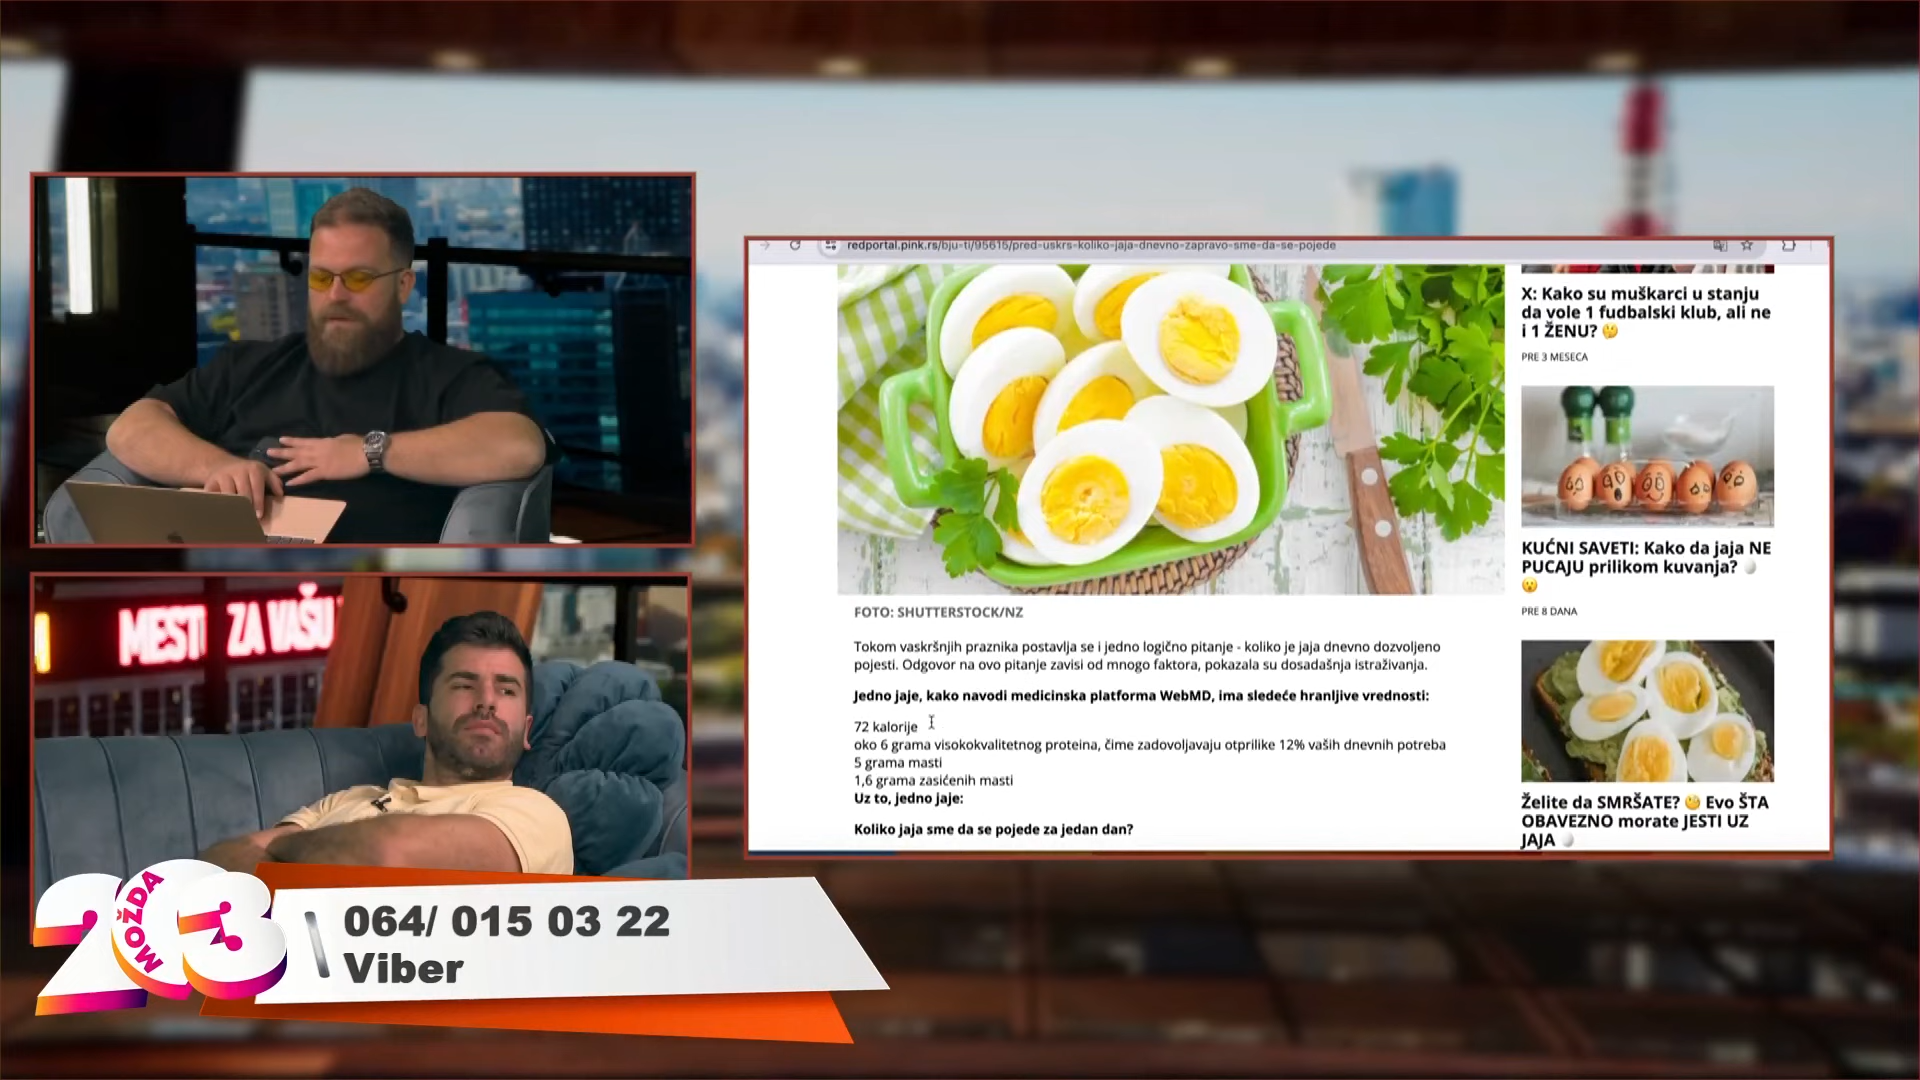 redportal.pink.rs/bju-ti/95615/pred-uskrs-koliko-jaja-dnevno-zapravo-sme-da-se-pojede
FOTO: SHUTTERSTOCK/NZ
Tokom vaskršnjih praznika postavlja se i jedno logično pitanje - koliko je jaja dnevno dozvoljeno
pojesti. Odgovor na ovo pitanje zavisi od mnogo faktora, pokazala su dosadašnja istraživanja.
Jedno jaje, kako navodi medicinska platforma WebMD, ima sledeće hranljive vrednosti:
72 kalorije
oko 6 grama visokokvalitetnog proteina, čime zadovoljavaju otprilike 12% vaših dnevnih potreba
5 grama masti
1,6 grama zasićenih masti
Uz to, jedno jaje:
Koliko jaja sme da se pojede za jedan dan?
X: Kako su muškarci u stanju
da vole 1 fudbalski klub, ali ne
i 1 ŽENU? 🤔
PRE 3 MESECA
KUĆNI SAVETI: Kako da jaja NE
PUCAJU prilikom kuvanja? 🥚
😮
PRE 8 DANA
Želite da SMRŠATE? 🤔 Evo ŠTA
OBAVEZNO morate JESTI UZ
JAJA 🥚
MESTO ZA VAŠU
2 MOŽDA 3
064/ 015 03 22
Viber